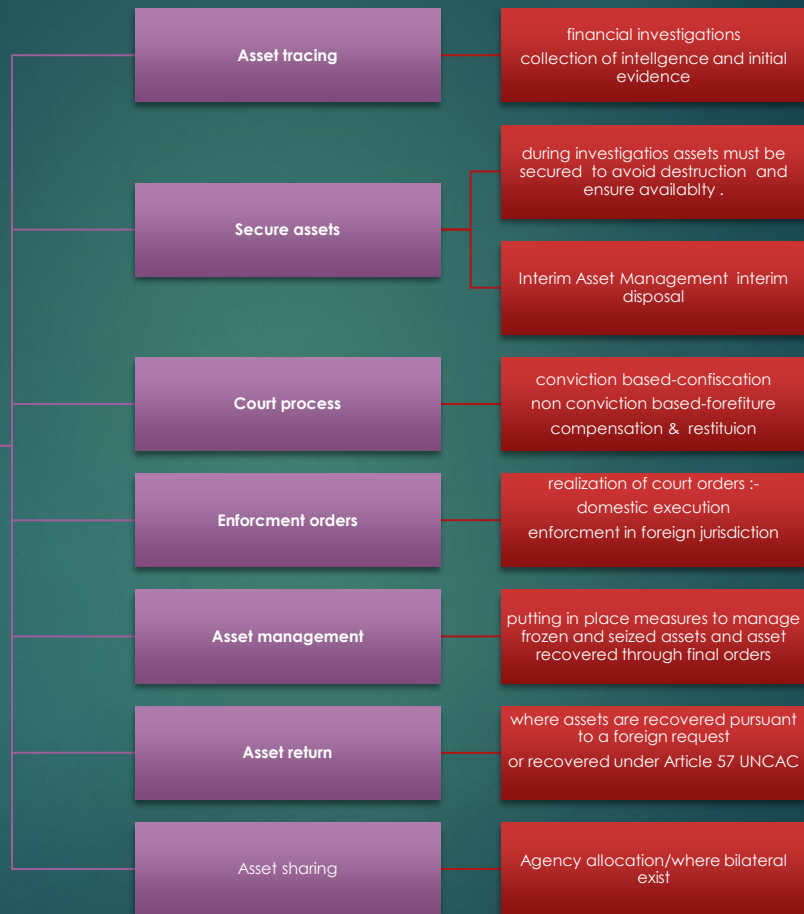 Asset tracing
financial investigations
collection of intellgence and initial
evidence
Secure assets
during investigatios assets must be
secured to avoid destruction and
ensure availablty .
Interim Asset Management interim
disposal
Court process
conviction based-confiscation
non conviction based-forefiture
compensation & restituion
Enforcment orders
realization of court orders :-
domestic execution
enforcment in foreign jurisdiction
Asset management
putting in place measures to manage
frozen and seized assets and asset
recovered through final orders
Asset return
where assets are recovered pursuant
to a foreign request
or recovered under Article 57 UNCAC
Asset sharing
Agency allocation/where bilateral
exist